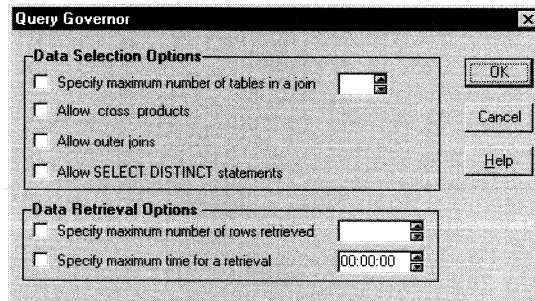 Query Governor
Data Selection Options
Specify maximum number of tables in a join
Allow cross products
Allow outer joins
Allow SELECT DISTINCT statements
Data Retrieval Options
Specify maximum number of rows retrieved
Specify maximum time for a retrieval 00:00:00
OK
Cancel
Help